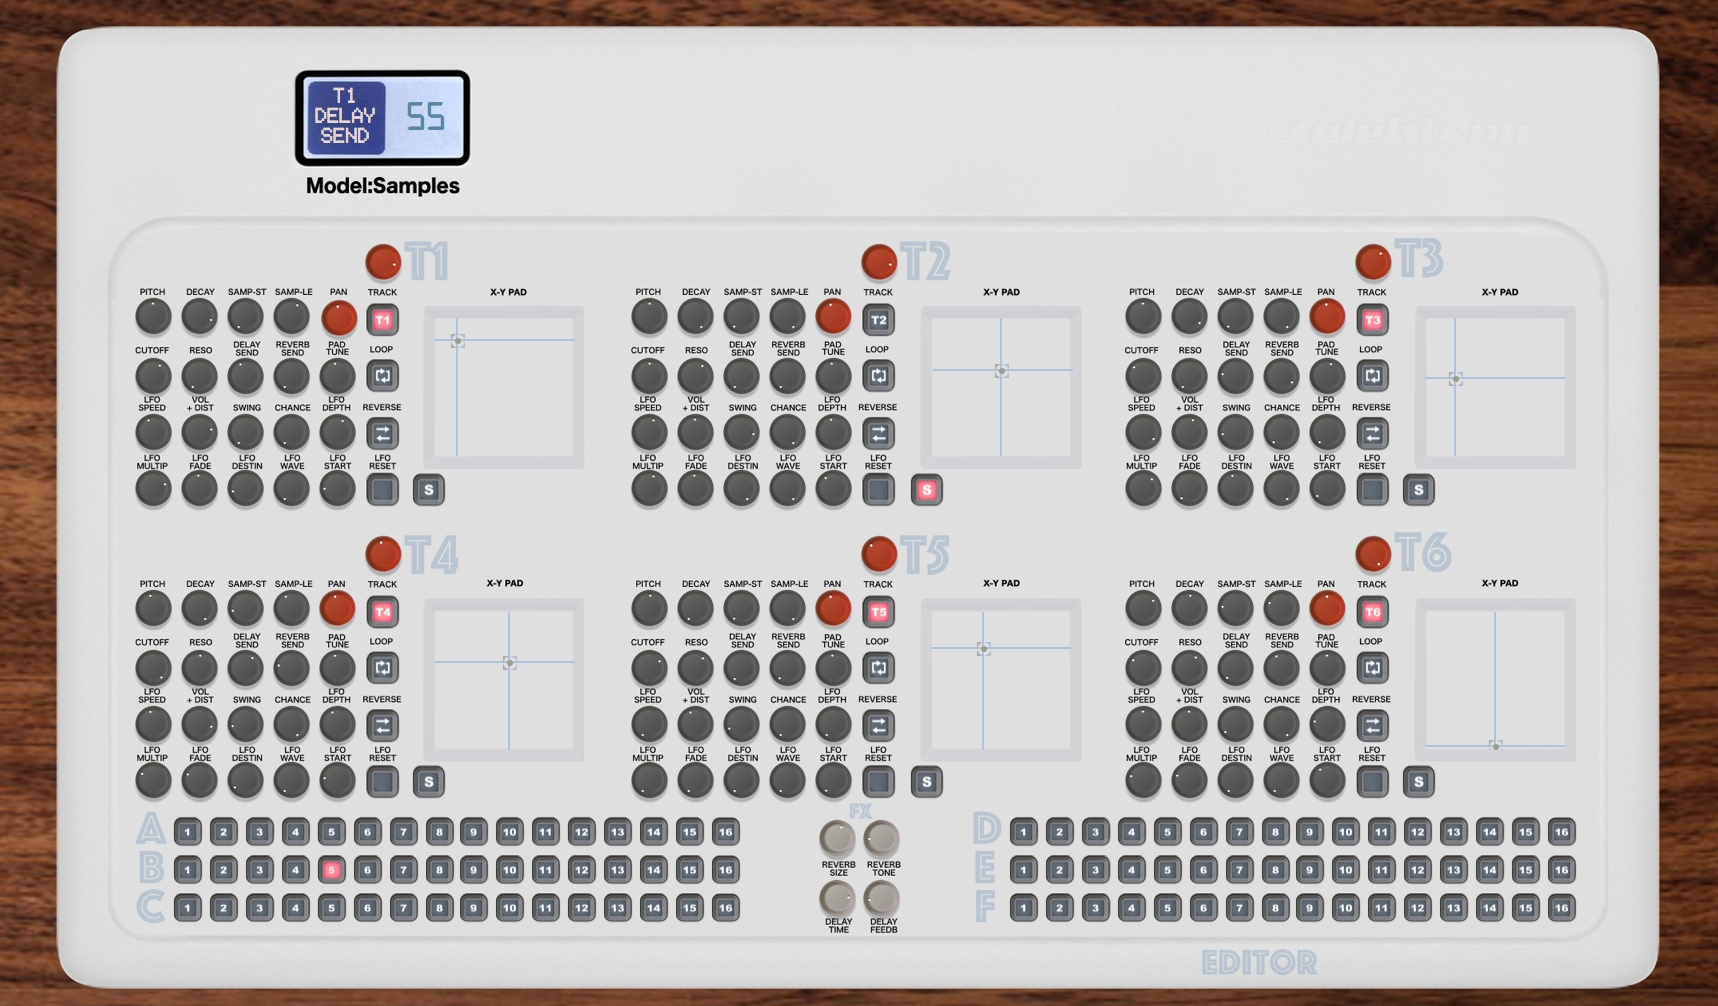 T1
DELAY
SEND
55
elektron
Model:Samples
T1 T2 T3
PITCH DECAY SAMP-ST SAMP-LE PAN TRACK X-Y PAD PITCH DECAY SAMP-ST SAMP-LE PAN TRACK X-Y PAD PITCH DECAY SAMP-ST SAMP-LE PAN TRACK X-Y PAD
T1 T2 T3
CUTOFF RESO DELAY SEND REVERB SEND PAD TUNE LOOP CUTOFF RESO DELAY SEND REVERB SEND PAD TUNE LOOP CUTOFF RESO DELAY SEND REVERB SEND PAD TUNE LOOP
LFO SPEED VOL + DIST SWING CHANCE LFO DEPTH REVERSE LFO SPEED VOL + DIST SWING CHANCE LFO DEPTH REVERSE LFO SPEED VOL + DIST SWING CHANCE LFO DEPTH REVERSE
LFO MULTIP LFO FADE LFO DESTIN LFO WAVE LFO START LFO RESET LFO MULTIP LFO FADE LFO DESTIN LFO WAVE LFO START LFO RESET LFO MULTIP LFO FADE LFO DESTIN LFO WAVE LFO START LFO RESET
S S S
T4 T5 T6
PITCH DECAY SAMP-ST SAMP-LE PAN TRACK X-Y PAD PITCH DECAY SAMP-ST SAMP-LE PAN TRACK X-Y PAD PITCH DECAY SAMP-ST SAMP-LE PAN TRACK X-Y PAD
T4 T5 T6
CUTOFF RESO DELAY SEND REVERB SEND PAD TUNE LOOP CUTOFF RESO DELAY SEND REVERB SEND PAD TUNE LOOP CUTOFF RESO DELAY SEND REVERB SEND PAD TUNE LOOP
LFO SPEED VOL + DIST SWING CHANCE LFO DEPTH REVERSE LFO SPEED VOL + DIST SWING CHANCE LFO DEPTH REVERSE LFO SPEED VOL + DIST SWING CHANCE LFO DEPTH REVERSE
LFO MULTIP LFO FADE LFO DESTIN LFO WAVE LFO START LFO RESET LFO MULTIP LFO FADE LFO DESTIN LFO WAVE LFO START LFO RESET LFO MULTIP LFO FADE LFO DESTIN LFO WAVE LFO START LFO RESET
S S S
A 1 2 3 4 5 6 7 8 9 10 11 12 13 14 15 16
B 1 2 3 4 5 6 7 8 9 10 11 12 13 14 15 16
C 1 2 3 4 5 6 7 8 9 10 11 12 13 14 15 16
FX
REVERB SIZE REVERB TONE
DELAY TIME DELAY FEEDB
D 1 2 3 4 5 6 7 8 9 10 11 12 13 14 15 16
E 1 2 3 4 5 6 7 8 9 10 11 12 13 14 15 16
F 1 2 3 4 5 6 7 8 9 10 11 12 13 14 15 16
EDITOR